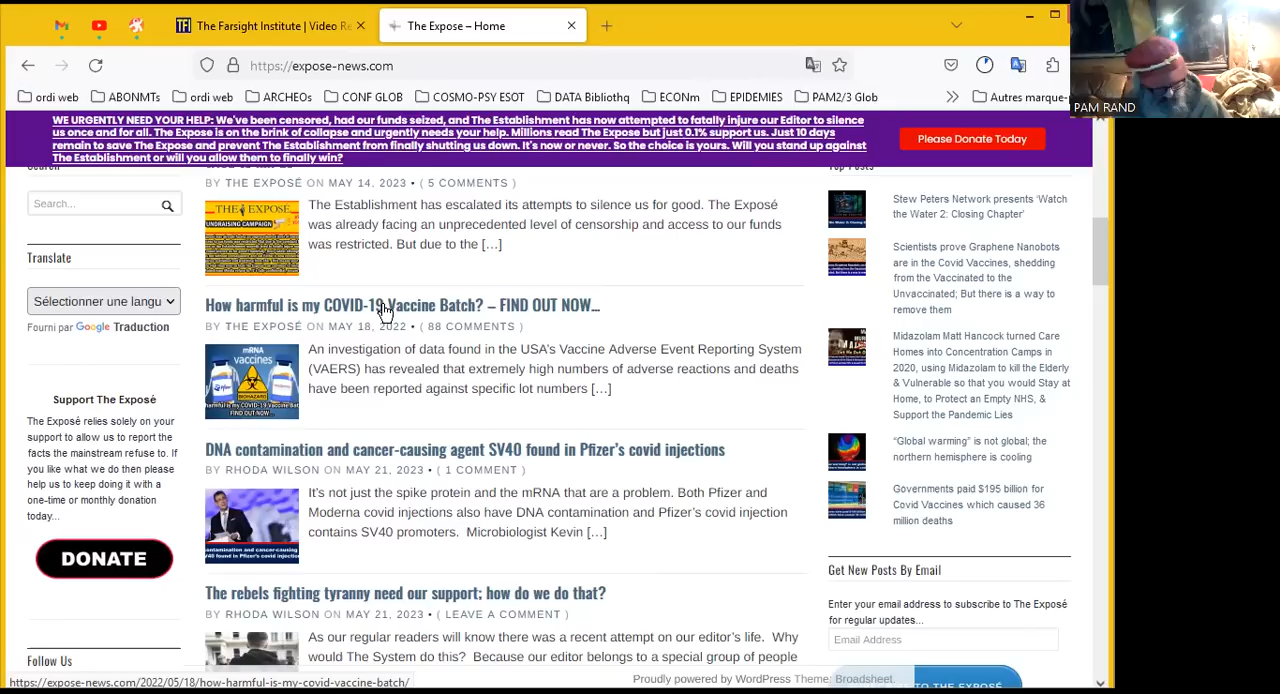 The Farsight Institute | Video Re
The Expose – Home
https://expose-news.com
ordi web
ABONMTs
ordi web
ARCHEOs
CONF GLOB
COSMO-PSY ESOT
DATA Bibliothq
ECONm
EPIDEMIES
PAM2/3 Glob
Autres marque-
PAM RAND
WE URGENTLY NEED YOUR HELP: We've been censored, had our funds seized, and The Establishment has now attempted to fatally injure our Editor to silence
us once and for all. The Expose is on the brink of collapse and urgently needs your help. Millions read The Expose but just 0.1% support us. Just 10 days
remain to save The Expose and prevent The Establishment from finally shutting us down. It's now or never. So the choice is yours. Will you stand up against
The Establishment or will you allow them to finally win?
Please Donate Today
Search
Search...
Translate
Sélectionner une langu
Fourni par Google Traduction
Support The Exposé
The Exposé relies solely on your
support to allow us to report the
facts the mainstream refuse to. If
you like what we do then please
help us to keep doing it with a
one-time or monthly donation
today...
DONATE
Follow Us
BY THE EXPOSÉ ON MAY 14, 2023 • ( 5 COMMENTS )
The Establishment has escalated its attempts to silence us for good. The Exposé
was already facing an unprecedented level of censorship and access to our funds
was restricted. But due to the […]
THE EXPOSE
FUNDRAISING CAMPAIGN
How harmful is my COVID-19 Vaccine Batch? – FIND OUT NOW…
BY THE EXPOSÉ ON MAY 18, 2022 • ( 88 COMMENTS )
An investigation of data found in the USA's Vaccine Adverse Event Reporting System
(VAERS) has revealed that extremely high numbers of adverse reactions and deaths
have been reported against specific lot numbers […]
mRNA
vaccines
BIOHAZARD
harmful is my COVID-19 Vaccine Bat
FIND OUT NOW…
DNA contamination and cancer-causing agent SV40 found in Pfizer's covid injections
BY RHODA WILSON ON MAY 21, 2023 • ( 1 COMMENT )
It's not just the spike protein and the mRNA that are a problem. Both Pfizer and
Moderna covid injections also have DNA contamination and Pfizer's covid injection
contains SV40 promoters. Microbiologist Kevin […]
The rebels fighting tyranny need our support; how do we do that?
BY RHODA WILSON ON MAY 21, 2023 • ( LEAVE A COMMENT )
As our regular readers will know there was a recent attempt on our editor's life. Why
would The System do this? Because our editor belongs to a special group of people
Top Posts
Stew Peters Network presents 'Watch
the Water 2: Closing Chapter'
Scientists prove Graphene Nanobots
are in the Covid Vaccines, shedding
from the Vaccinated to the
Unvaccinated; But there is a way to
remove them
Midazolam Matt Hancock turned Care
Homes into Concentration Camps in
2020, using Midazolam to kill the Elderly
& Vulnerable so that you would Stay at
Home, to Protect an Empty NHS, &
Support the Pandemic Lies
"Global warming" is not global; the
northern hemisphere is cooling
Governments paid $195 billion for
Covid Vaccines which caused 36
million deaths
Get New Posts By Email
Enter your email address to subscribe to The Exposé
for regular updates...
Email Address
SUBSCRIBE TO THE EXPOSÉ
Proudly powered by WordPress Theme: Broadsheet.
https://expose-news.com/2022/05/18/how-harmful-is-my-covid-vaccine-batch/